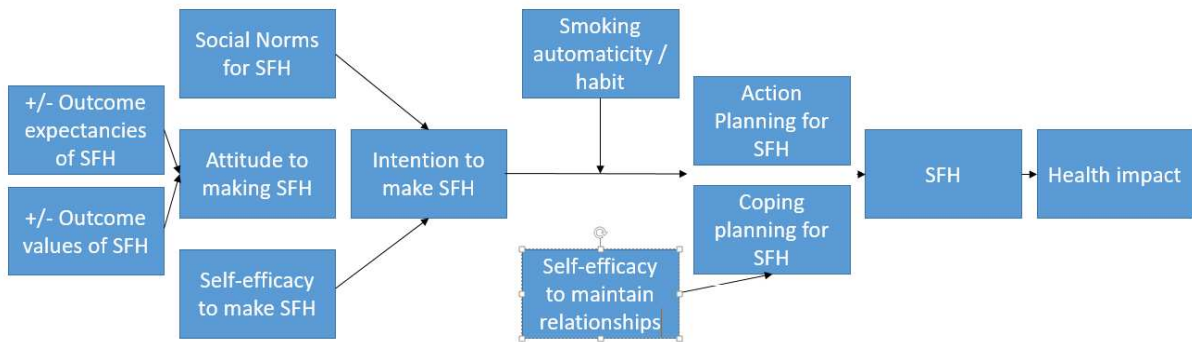 Social Norms
for SFH
Smoking
automaticity /
habit
+/- Outcome
expectancies
of SFH
Action
Planning for
SFH
Attitude to
making SFH
Intention to
make SFH
SFH
Health impact
+/- Outcome
values of SFH
Coping
planning for
SFH
Self-efficacy
to make SFH
Self-efficacy
to maintain
relationships